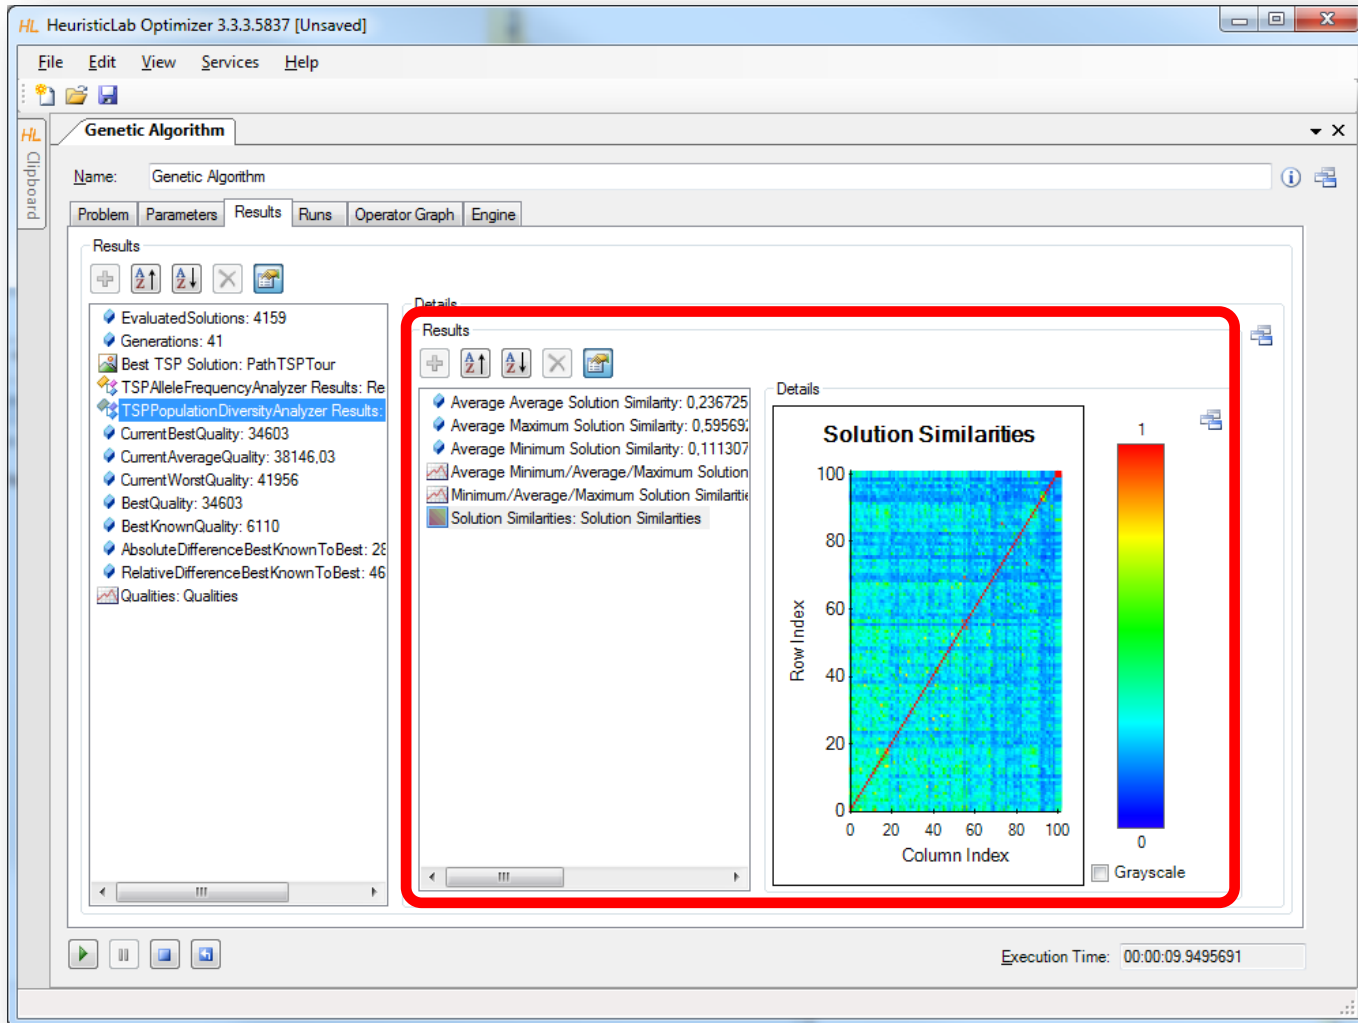 HL HeuristicLab Optimizer 3.3.3.5837 [Unsaved]
File Edit View Services Help
HL Clipboard
Genetic Algorithm
Name: Genetic Algorithm
Problem Parameters Results Runs Operator Graph Engine
Results
EvaluatedSolutions: 4159
Generations: 41
Best TSP Solution: PathTSPTour
TSPAlleleFrequencyAnalyzer Results: Re
TSPPopulationDiversityAnalyzer Results:
CurrentBestQuality: 34603
CurrentAverageQuality: 38146,03
CurrentWorstQuality: 41956
BestQuality: 34603
BestKnownQuality: 6110
AbsoluteDifferenceBestKnownToBest: 28
RelativeDifferenceBestKnownToBest: 46
Qualities: Qualities
Details
Results
Average Average Solution Similarity: 0,236725
Average Maximum Solution Similarity: 0,595692
Average Minimum Solution Similarity: 0,111307
Average Minimum/Average/Maximum Solution
Minimum/Average/Maximum Solution Similaritie
Solution Similarities: Solution Similarities
Details
Solution Similarities
100
80
60
40
20
0
Row Index
0 20 40 60 80 100
Column Index
1
0
Grayscale
Execution Time: 00:00:09.9495691